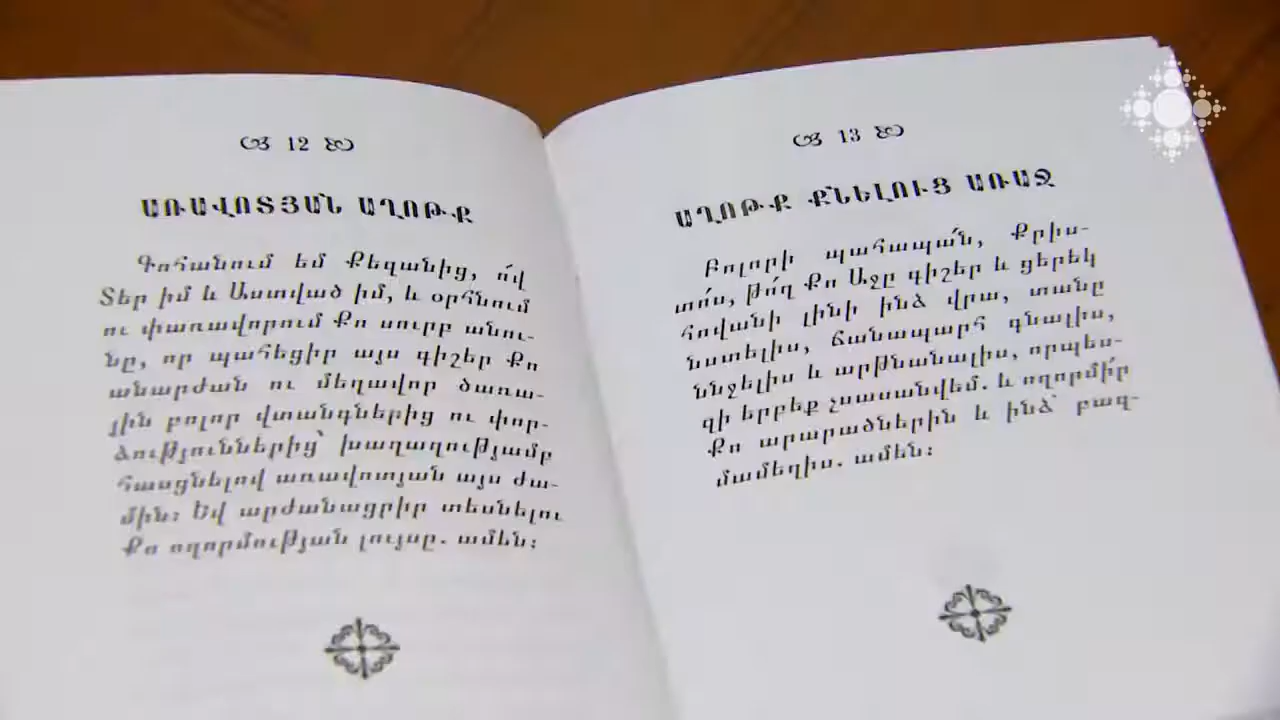 12
ԱՌԱՎՈՏՅԱՆ ԱՂՈԹՔ
Գոհանում եմ Քեզանից, ո՛վ
Տեր իմ և Աստված իմ, և օրհնում
ու փառավորում Քո սուրբ անու-
նը, որ պահեցիր այս գիշեր Քո
անարժան ու մեղավոր ծառա-
յին բոլոր վտանգներից ու փոր-
ձություններից՝ խաղաղությամբ
հասցնելով առավոտյան այս ժա-
մին: Եվ արժանացրիր տեսնելու
Քո ողորմության լույսը. ամեն:
13
ԱՂՈԹՔ ՔՆԵԼՈՒՑ ԱՌԱՋ
Բոլորի պահապա՛ն, Քրիս-
տո՛ս, թո՛ղ Քո Աջը գիշեր և ցերեկ
հովանի լինի ինձ վրա, տանը
նստելիս, ճանապարհ գնալիս,
ննջելիս և արթնանալիս, որպես-
զի երբեք չսասանվեմ. և ողորմի՛ր
Քո արարածներին և ինձ՝ բազ-
մամեղիս. ամեն: